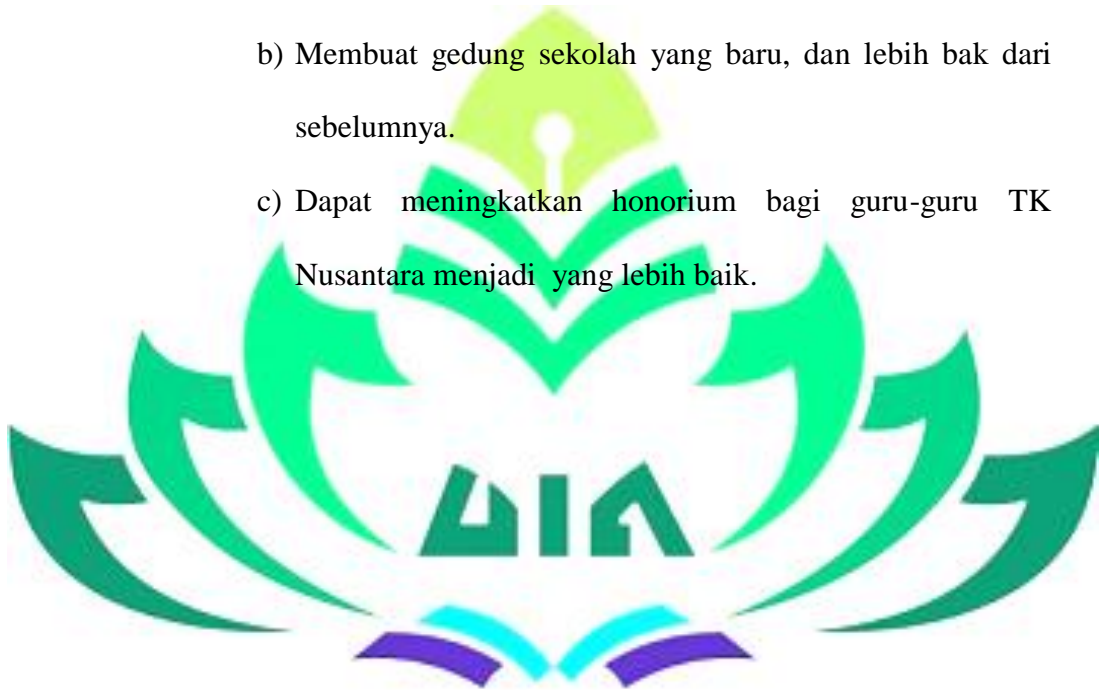 b) Membuat gedung sekolah yang baru, dan lebih bak dari
sebelumnya.
c) Dapat meningkatkan honorium bagi guru-guru TK
Nusantara menjadi yang lebih baik.